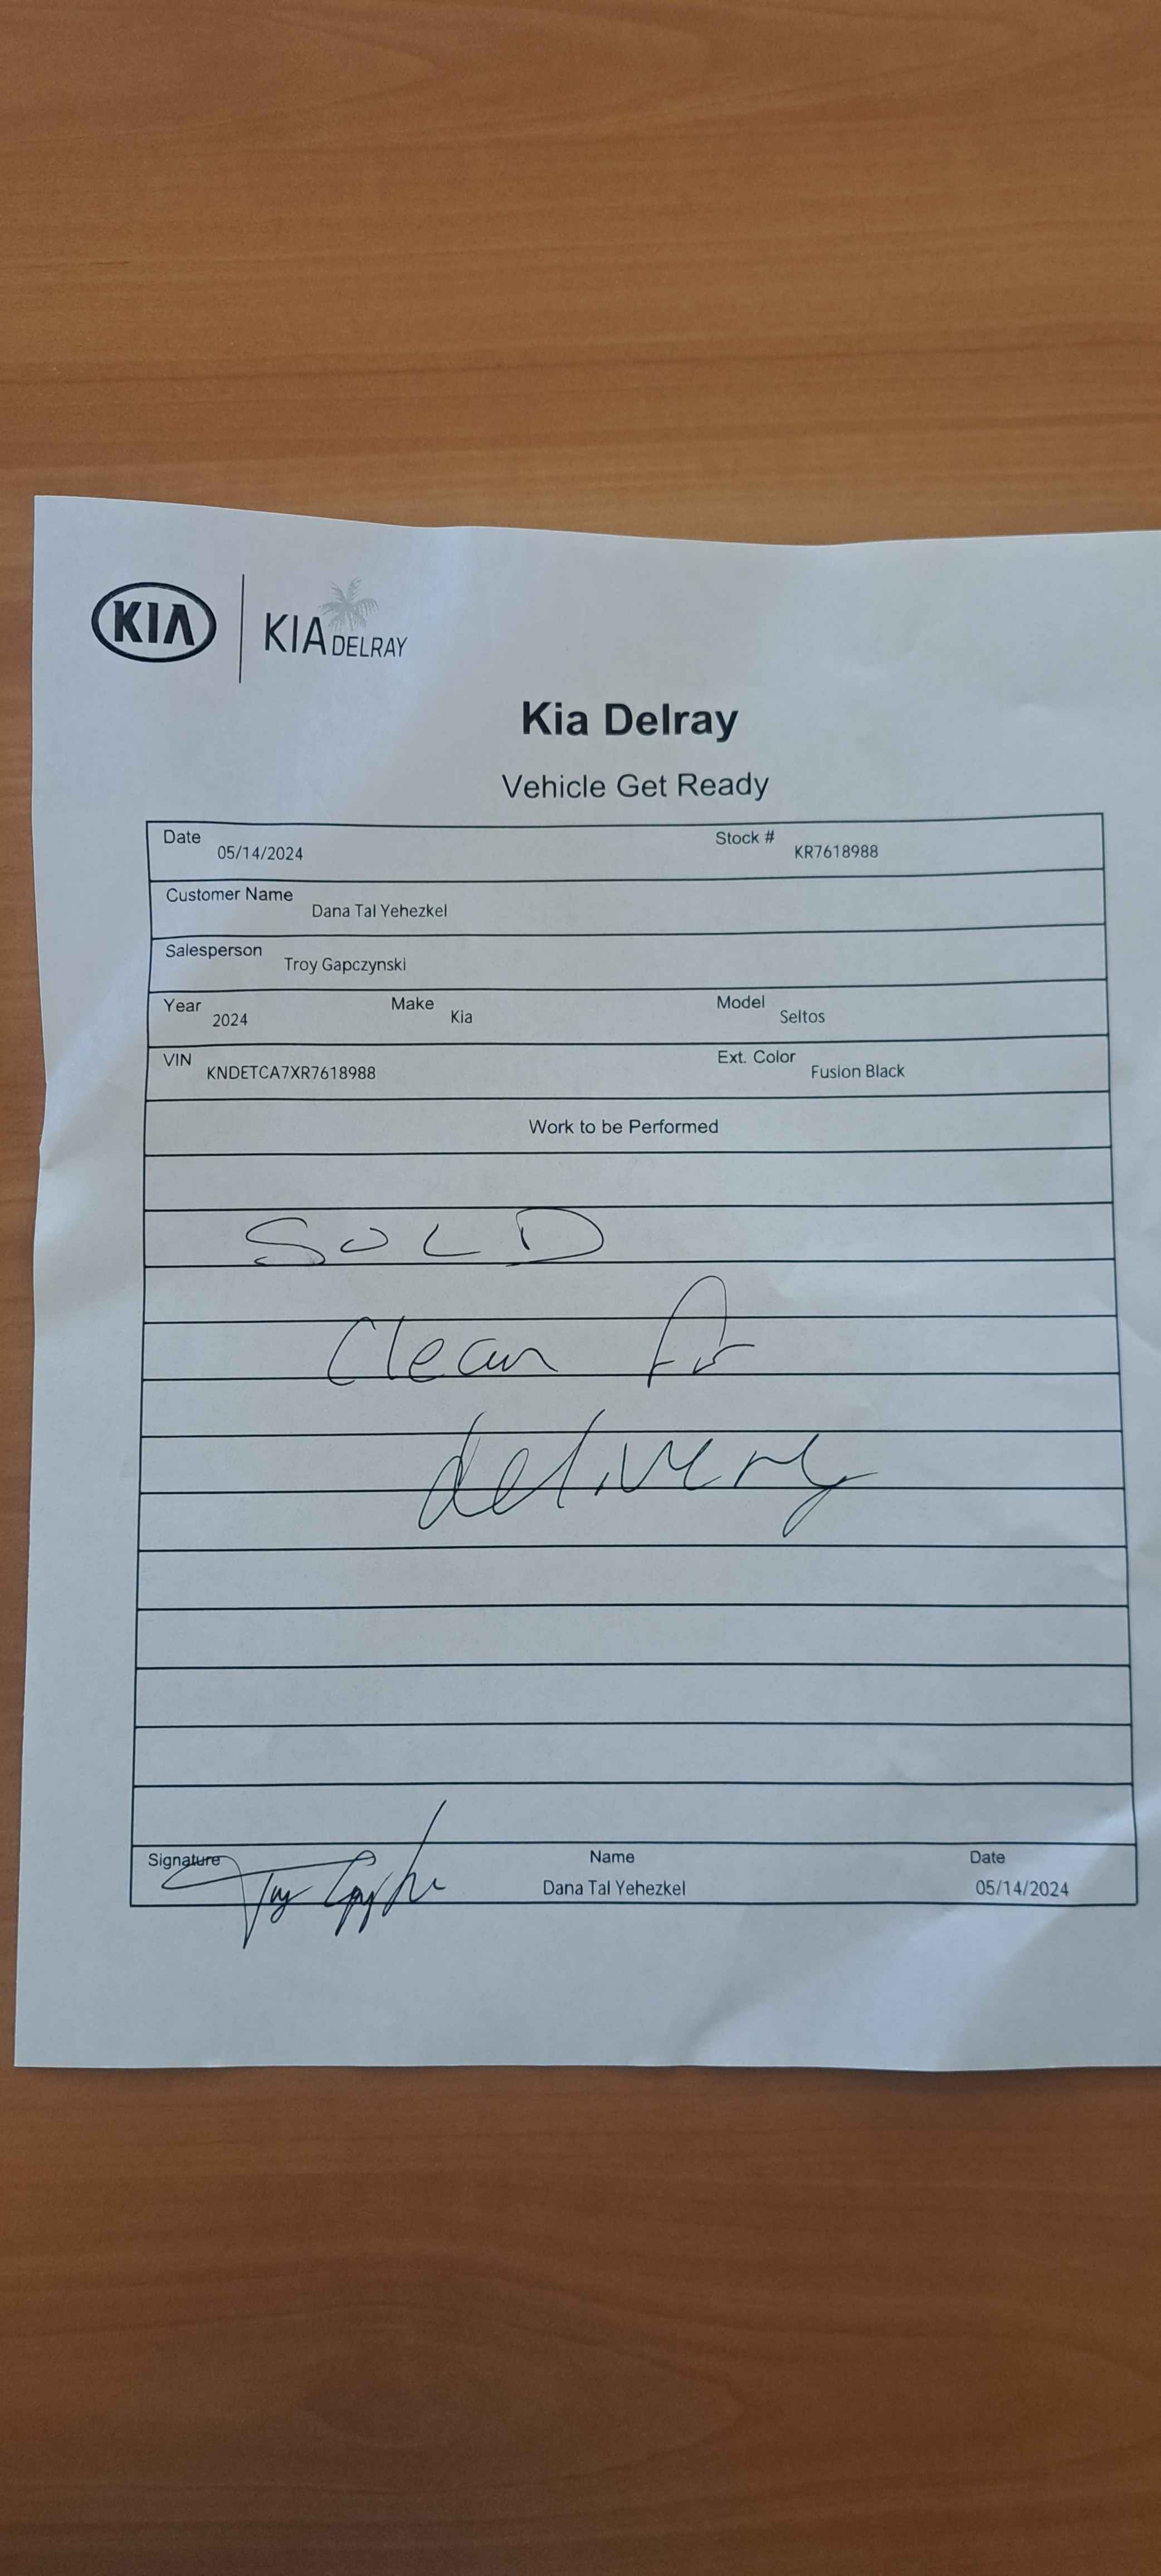 KIA
KIA DELRAY
Kia Delray
Vehicle Get Ready
Date 05/14/2024 Stock # KR7618988
Customer Name Dana Tal Yehezkel
Salesperson Troy Gapczynski
Year 2024 Make Kia Model Seltos
VIN KNDETCA7XR7618988 Ext. Color Fusion Black
Work to be Performed
SOLD
Clean for
delivery
Signature Name Date
Dana Tal Yehezkel 05/14/2024